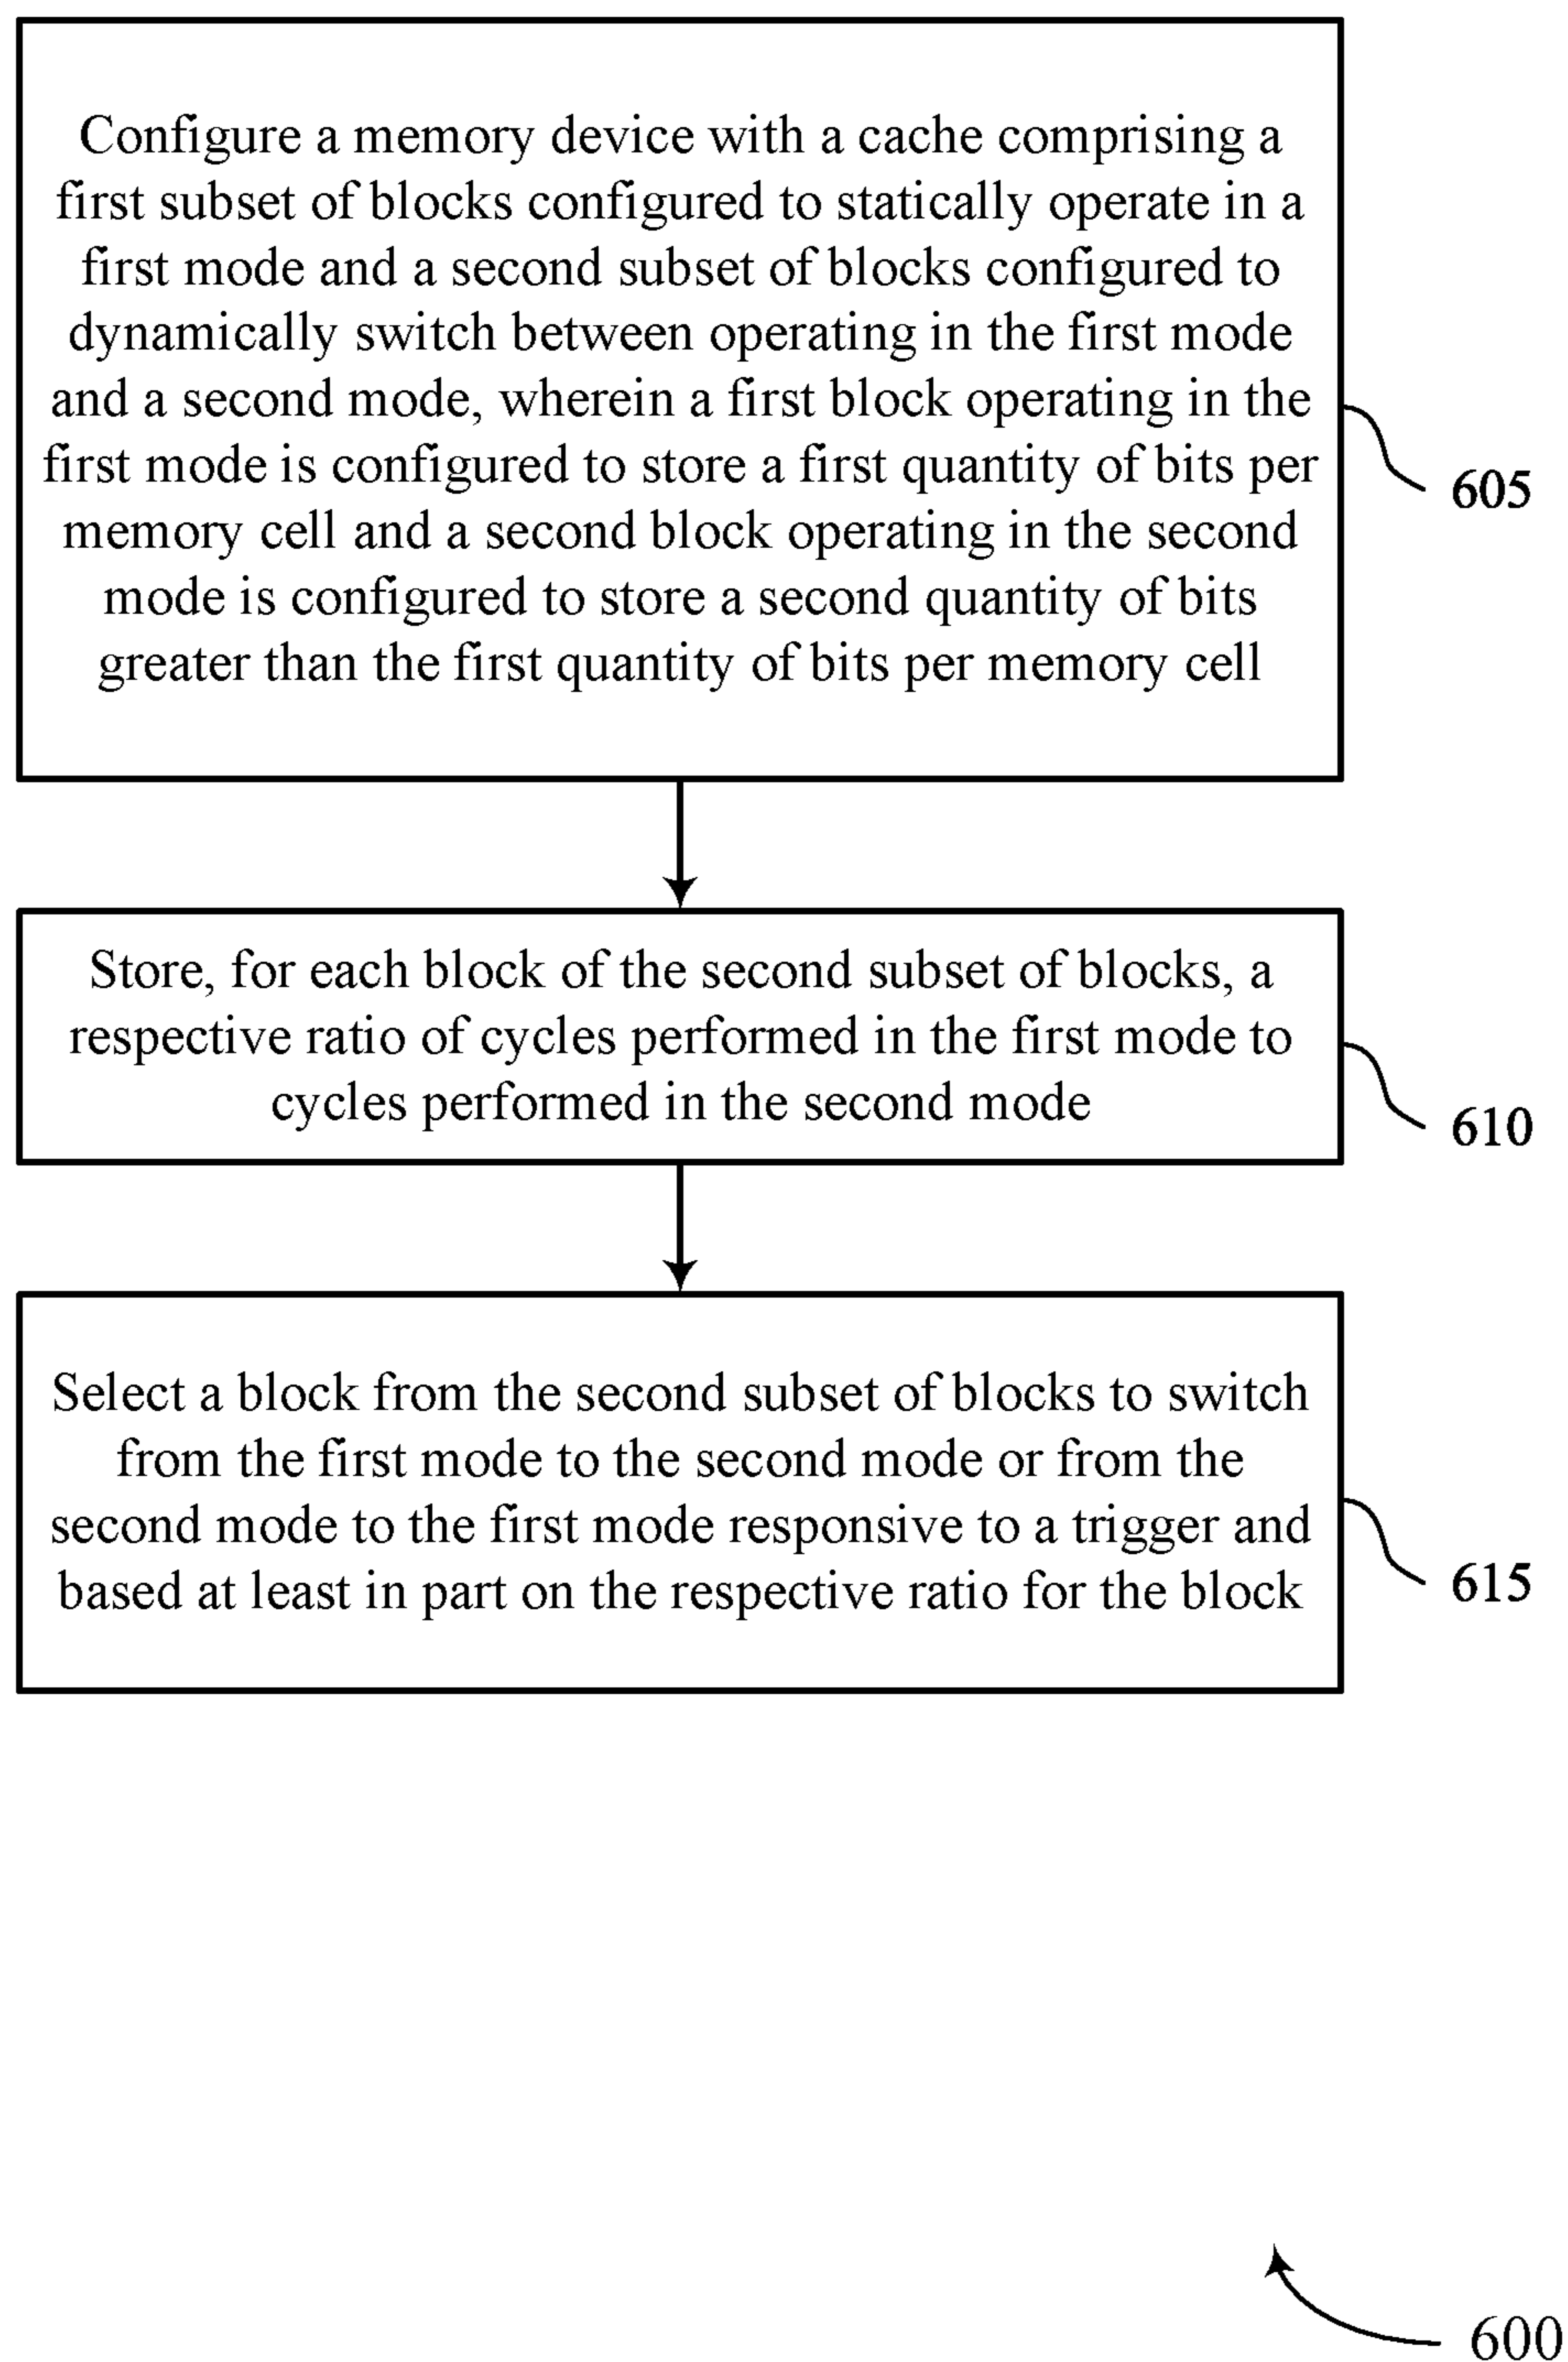 Configure a memory device with a cache comprising a
first subset of blocks configured to statically operate in a
first mode and a second subset of blocks configured to
dynamically switch between operating in the first mode
and a second mode, wherein a first block operating in the
first mode is configured to store a first quantity of bits per
memory cell and a second block operating in the second
mode is configured to store a second quantity of bits
greater than the first quantity of bits per memory cell
605
Store, for each block of the second subset of blocks, a
respective ratio of cycles performed in the first mode to
cycles performed in the second mode
610
Select a block from the second subset of blocks to switch
from the first mode to the second mode or from the
second mode to the first mode responsive to a trigger and
based at least in part on the respective ratio for the block
615
600